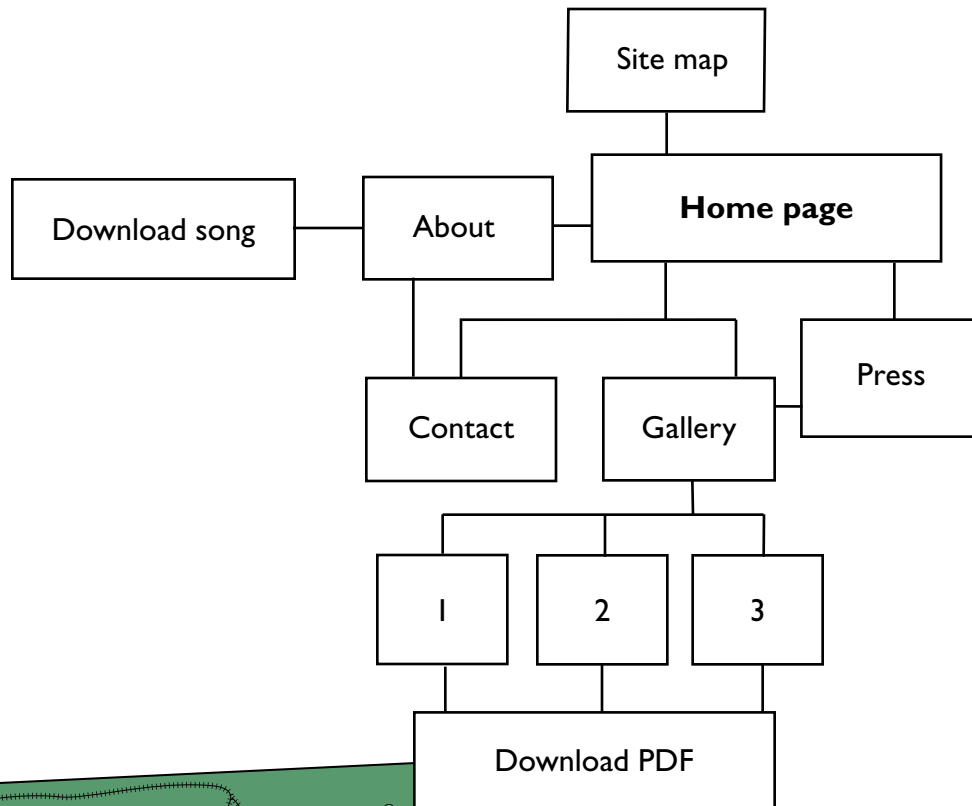 Site map
Home page
Download song
About
Press
Contact
Gallery
1
2
3
Download PDF